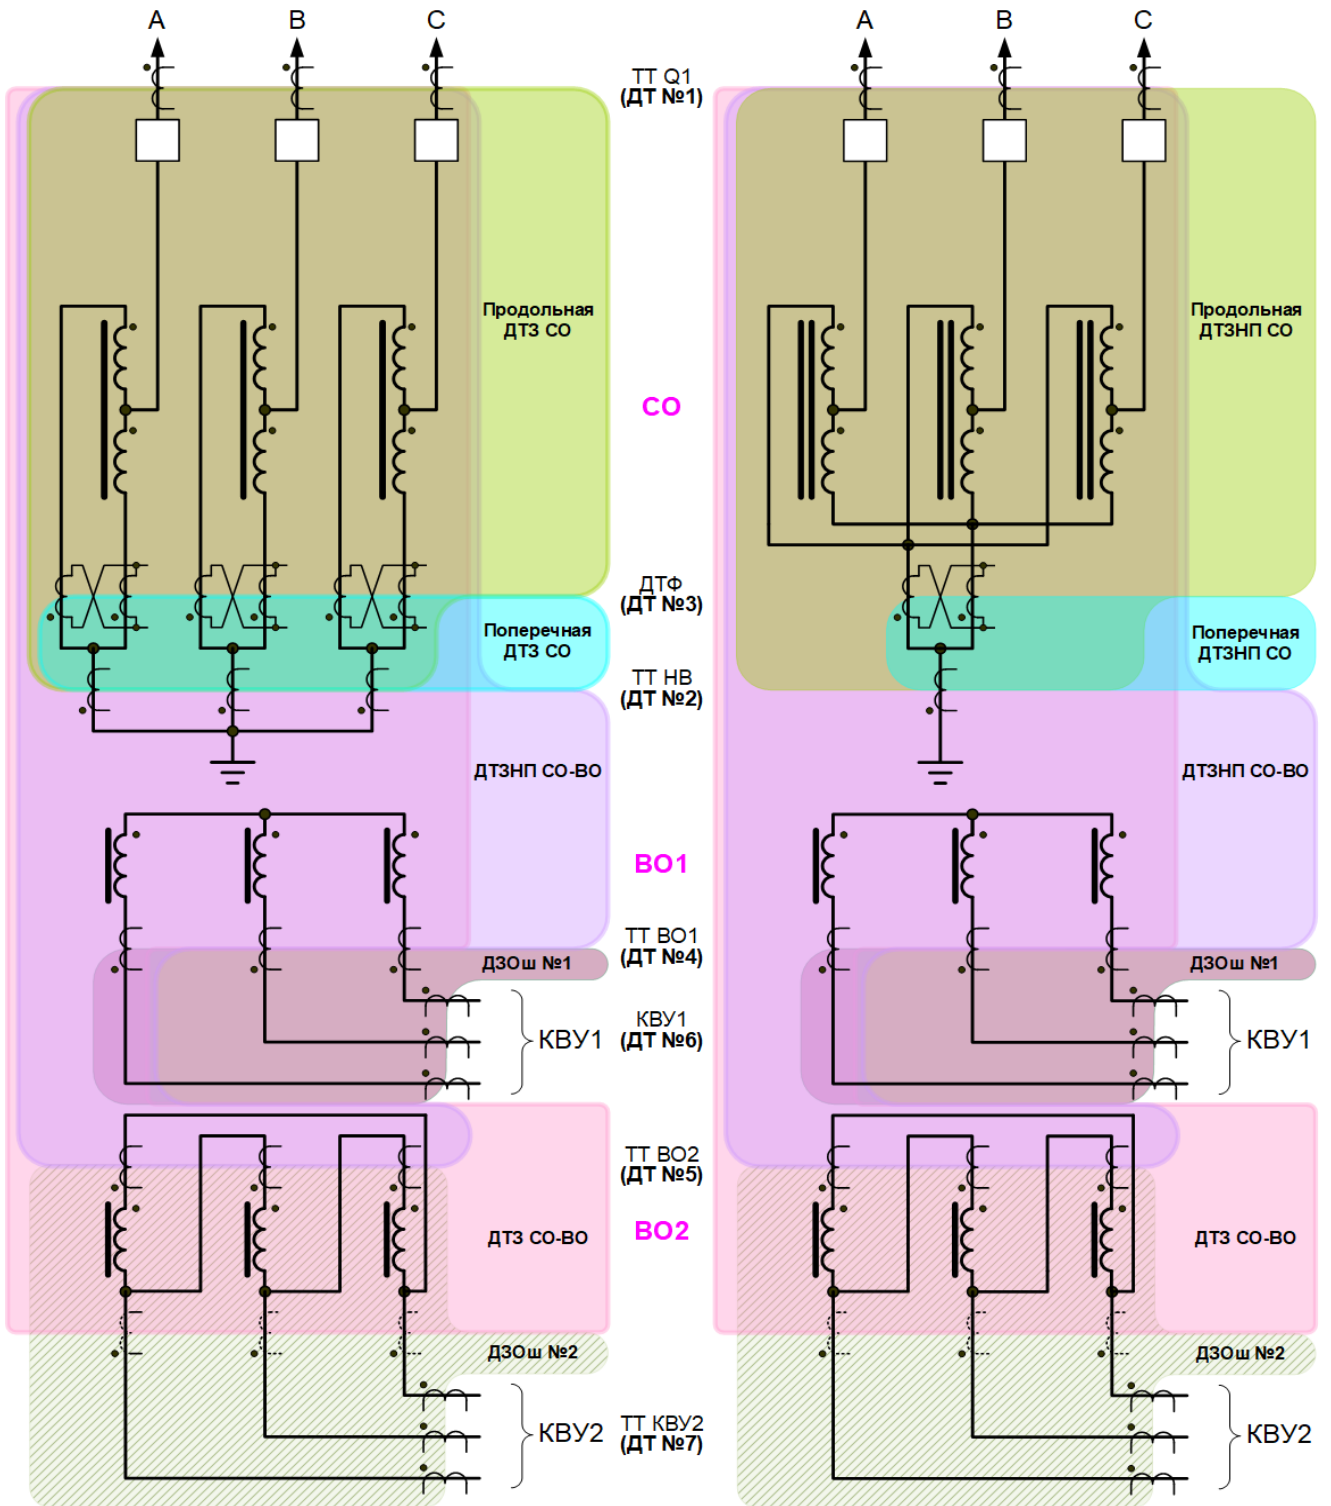 A B C
A B C
ТТ Q1
(ДТ №1)
Продольная
ДТЗ СО
Продольная
ДТЗНП СО
СО
ДТФ
(ДТ №3)
Поперечная
ДТЗ СО
Поперечная
ДТЗНП СО
ТТ НВ
(ДТ №2)
ДТЗНП СО-ВО
ДТЗНП СО-ВО
ВО1
ТТ ВО1
(ДТ №4)
ДЗОш №1
ДЗОш №1
КВУ1
КВУ1
(ДТ №6)
КВУ1
ТТ ВО2
(ДТ №5)
ВО2
ДТЗ СО-ВО
ДТЗ СО-ВО
ДЗОш №2
ДЗОш №2
КВУ2
ТТ КВУ2
(ДТ №7)
КВУ2